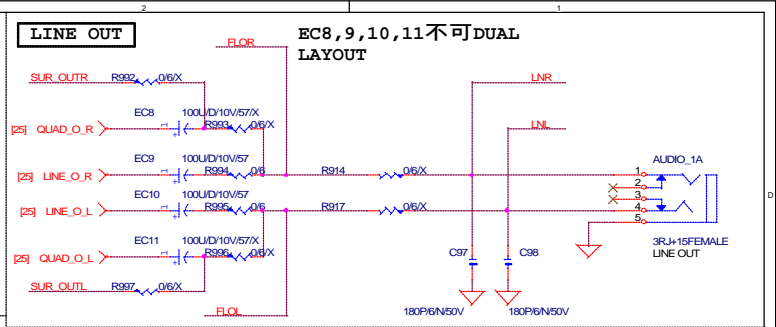 2
1
LINE OUT
EC8,9,10,11不可DUAL
LAYOUT
FLOR
SUR_OUTR
R992
0/6/X
LNR
EC8
100U/D/10V/57/X
[25]
QUAD_O_R
1
+
R993
0/6/X
LNL
EC9
100U/D/10V/57
[25]
LINE_O_R
1
+
R994
0/6
R914
0/6/X
AUDIO_1A
1
2
3
4
5
EC10
100U/D/10V/57
[25]
LINE_O_L
1
+
R995
0/6
R917
0/6/X
D
EC11
100U/D/10V/57/X
[25]
QUAD_O_L
1
+
R996
0/6/X
C97
C98
3RJ+15FEMALE
LINE OUT
SUR_OUTL
R997
0/6/X
FLOL
180P/6/N/50V
180P/6/N/50V